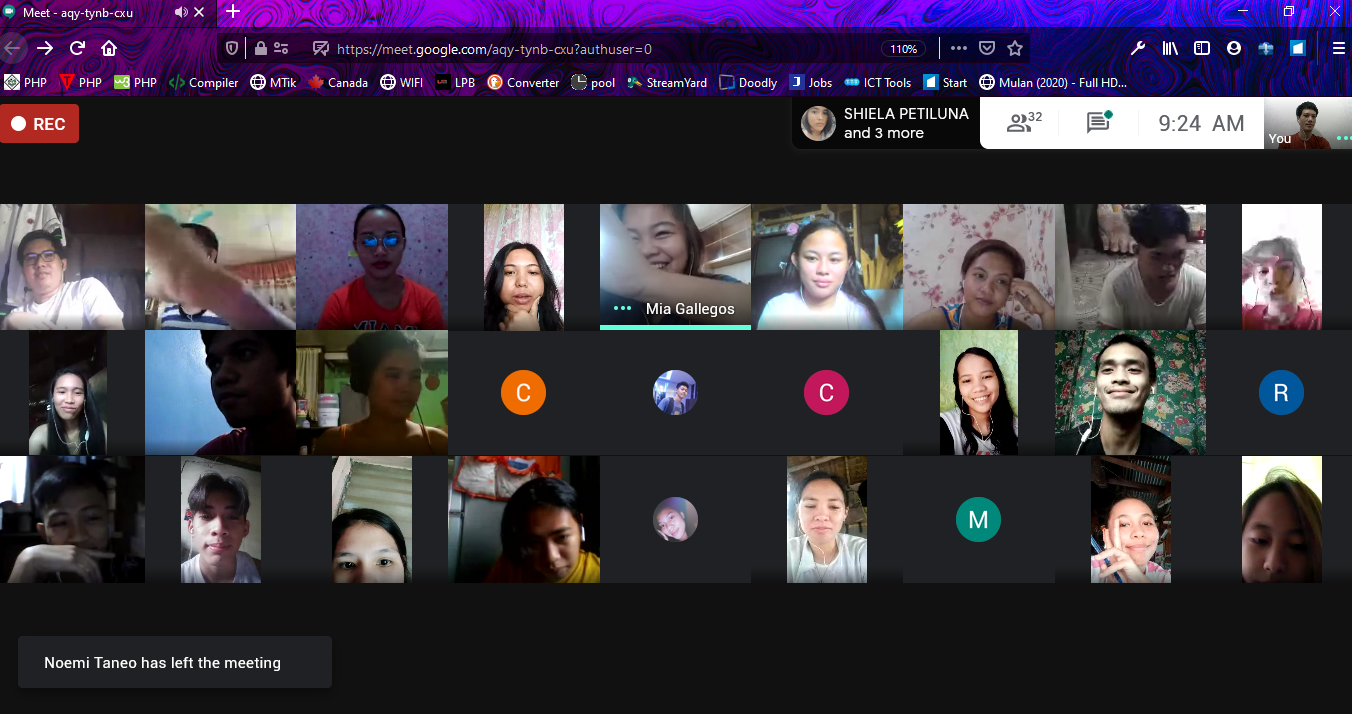 Meet - aqy-tynb-cxu
https://meet.google.com/aqy-tynb-cxu?authuser=0
110%
PHP PHP PHP Compiler MTik Canada WIFI LPB Converter pool StreamYard Doodly Jobs ICT Tools Start Mulan (2020) - Full HD...
REC
SHIELA PETILUNA
and 3 more
32
9:24 AM
You
Mia Gallegos
C
C
R
M
Noemi Taneo has left the meeting